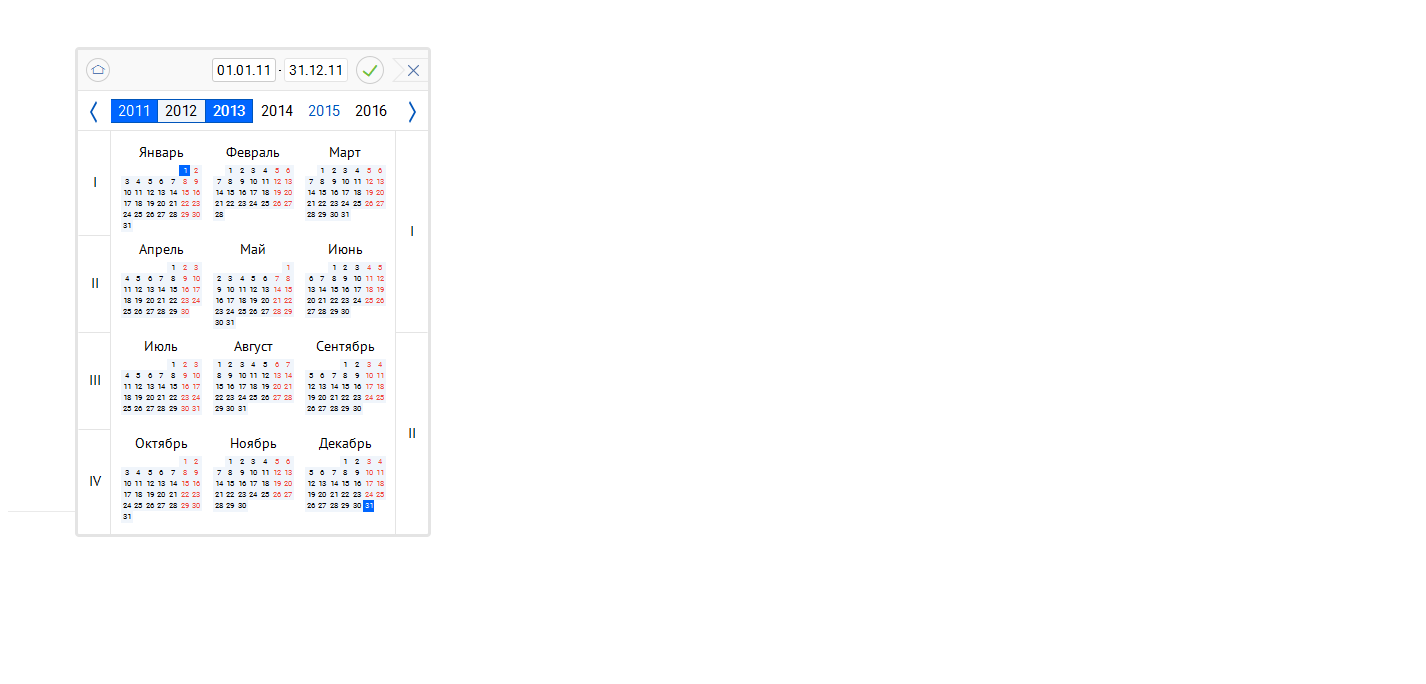 01.01.11 - 31.12.11
2011 2012 2013 2014 2015 2016
I
II
III
IV
Январь
1 2
3 4 5 6 7 8 9
10 11 12 13 14 15 16
17 18 19 20 21 22 23
24 25 26 27 28 29 30
31
Февраль
1 2 3 4 5 6
7 8 9 10 11 12 13
14 15 16 17 18 19 20
21 22 23 24 25 26 27
28
Март
1 2 3 4 5 6
7 8 9 10 11 12 13
14 15 16 17 18 19 20
21 22 23 24 25 26 27
28 29 30 31
Апрель
1 2 3
4 5 6 7 8 9 10
11 12 13 14 15 16 17
18 19 20 21 22 23 24
25 26 27 28 29 30
Май
1
2 3 4 5 6 7 8
9 10 11 12 13 14 15
16 17 18 19 20 21 22
23 24 25 26 27 28 29
30 31
Июнь
1 2 3 4 5
6 7 8 9 10 11 12
13 14 15 16 17 18 19
20 21 22 23 24 25 26
27 28 29 30
Июль
1 2 3
4 5 6 7 8 9 10
11 12 13 14 15 16 17
18 19 20 21 22 23 24
25 26 27 28 29 30 31
Август
1 2 3 4 5 6 7
8 9 10 11 12 13 14
15 16 17 18 19 20 21
22 23 24 25 26 27 28
29 30 31
Сентябрь
1 2 3 4
5 6 7 8 9 10 11
12 13 14 15 16 17 18
19 20 21 22 23 24 25
26 27 28 29 30
Октябрь
1 2
3 4 5 6 7 8 9
10 11 12 13 14 15 16
17 18 19 20 21 22 23
24 25 26 27 28 29 30
31
Ноябрь
1 2 3 4 5 6
7 8 9 10 11 12 13
14 15 16 17 18 19 20
21 22 23 24 25 26 27
28 29 30
Декабрь
1 2 3 4
5 6 7 8 9 10 11
12 13 14 15 16 17 18
19 20 21 22 23 24 25
26 27 28 29 30 31
I
II